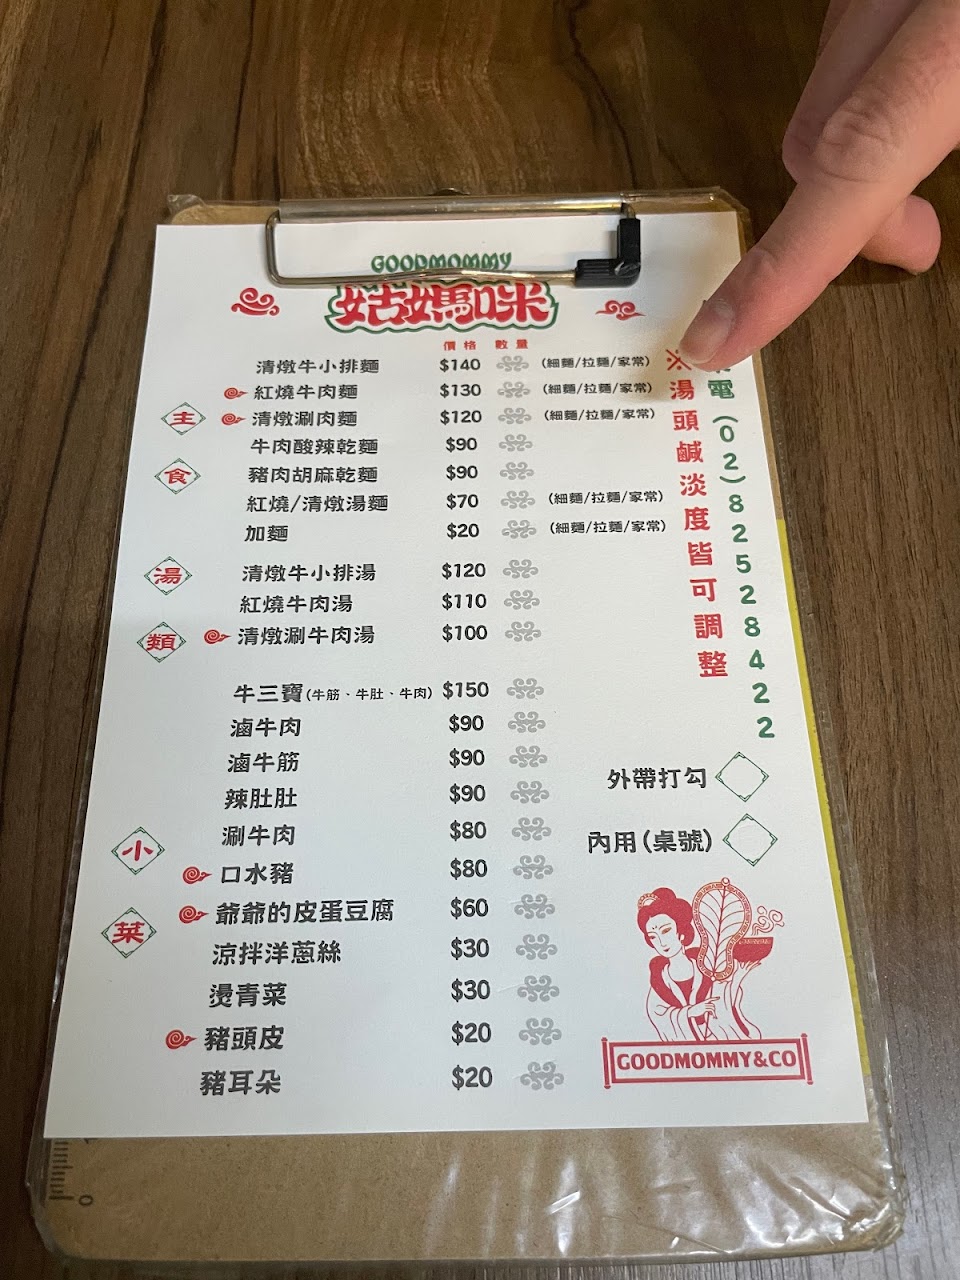 GOODMOMMY
姑媽咪
價格 數量
主食
清燉牛小排麵 $140 (細麵/拉麵/家常)
紅燒牛肉麵 $130 (細麵/拉麵/家常)
清燉涮肉麵 $120 (細麵/拉麵/家常)
牛肉酸辣乾麵 $90
豬肉胡麻乾麵 $90
紅燒/清燉湯麵 $70 (細麵/拉麵/家常)
加麵 $20 (細麵/拉麵/家常)
湯類
清燉牛小排湯 $120
紅燒牛肉湯 $110
清燉涮牛肉湯 $100
小菜
牛三寶(牛筋、牛肚、牛肉) $150
滷牛肉 $90
滷牛筋 $90
辣肚肚 $90
涮牛肉 $80
口水豬 $80
爺爺的皮蛋豆腐 $60
涼拌洋蔥絲 $30
燙青菜 $30
豬頭皮 $20
豬耳朵 $20
※湯頭鹹淡度皆可調整
電(02)82528422
外帶打勾
內用(桌號)
GOODMOMMY&CO
0